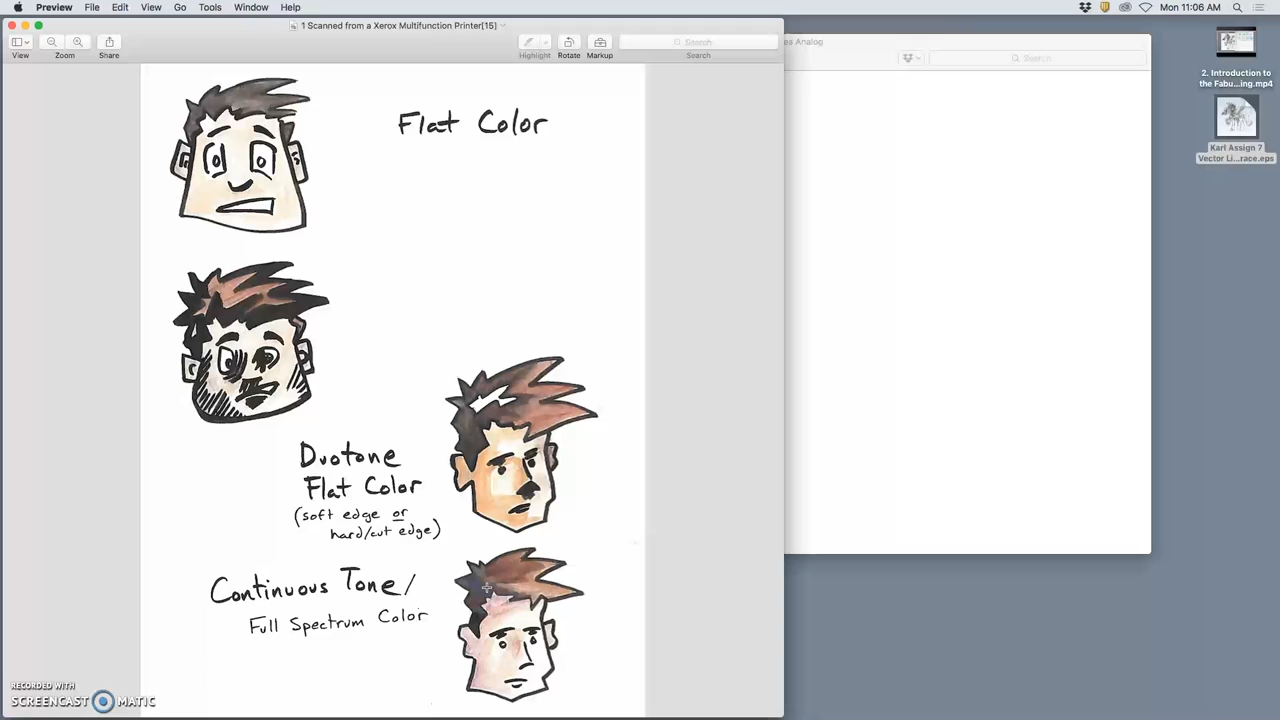 Preview File Edit View Go Tools Window Help
Mon 11:06 AM
1 Scanned from a Xerox Multifunction Printer[15]
Search
View Zoom Share Highlight Rotate Markup Search
Analog
Search
2. Introduction to
the Fabu...ing.mp4
Karl Assign 7
Vector Li...race.eps
Flat Color
Duotone
Flat Color
(soft edge or
hard/cut edge)
Continuous Tone/
Full Spectrum Color
RECORDED WITH
SCREENCAST MATIC